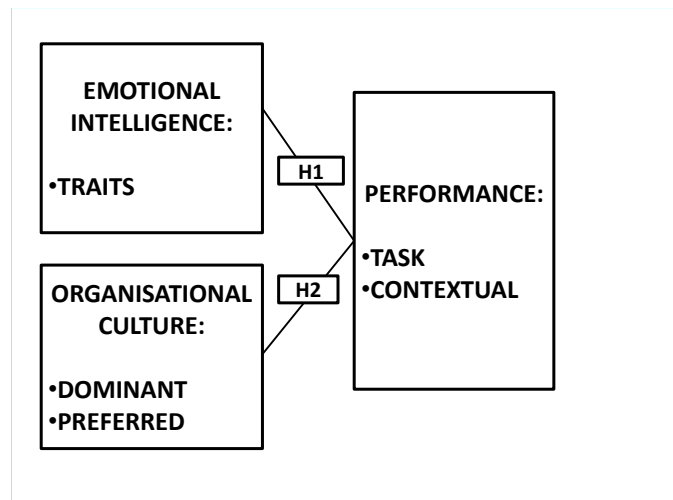 EMOTIONAL
INTELLIGENCE:
•TRAITS
H1
PERFORMANCE:
•TASK
•CONTEXTUAL
ORGANISATIONAL
CULTURE:
•DOMINANT
•PREFERRED
H2